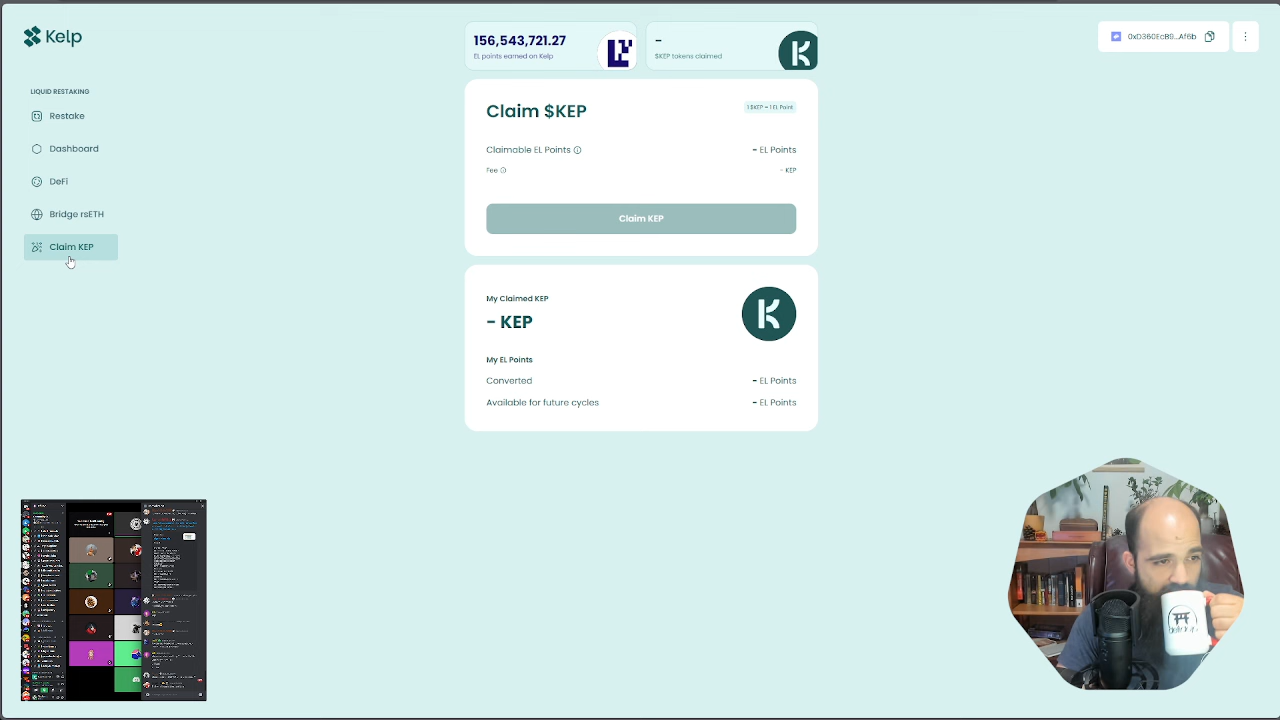 Kelp
156,543,721.27
EL points earned on Kelp
-
$KEP tokens claimed
0xD360EcB9...Af6b
LIQUID RESTAKING
Restake
Dashboard
DeFi
Bridge rsETH
Claim KEP
Claim $KEP
1 $KEP = 1 EL Point
Claimable EL Points
- EL Points
Fee
- KEP
Claim KEP
My Claimed KEP
- KEP
My EL Points
Converted
- EL Points
Available for future cycles
- EL Points